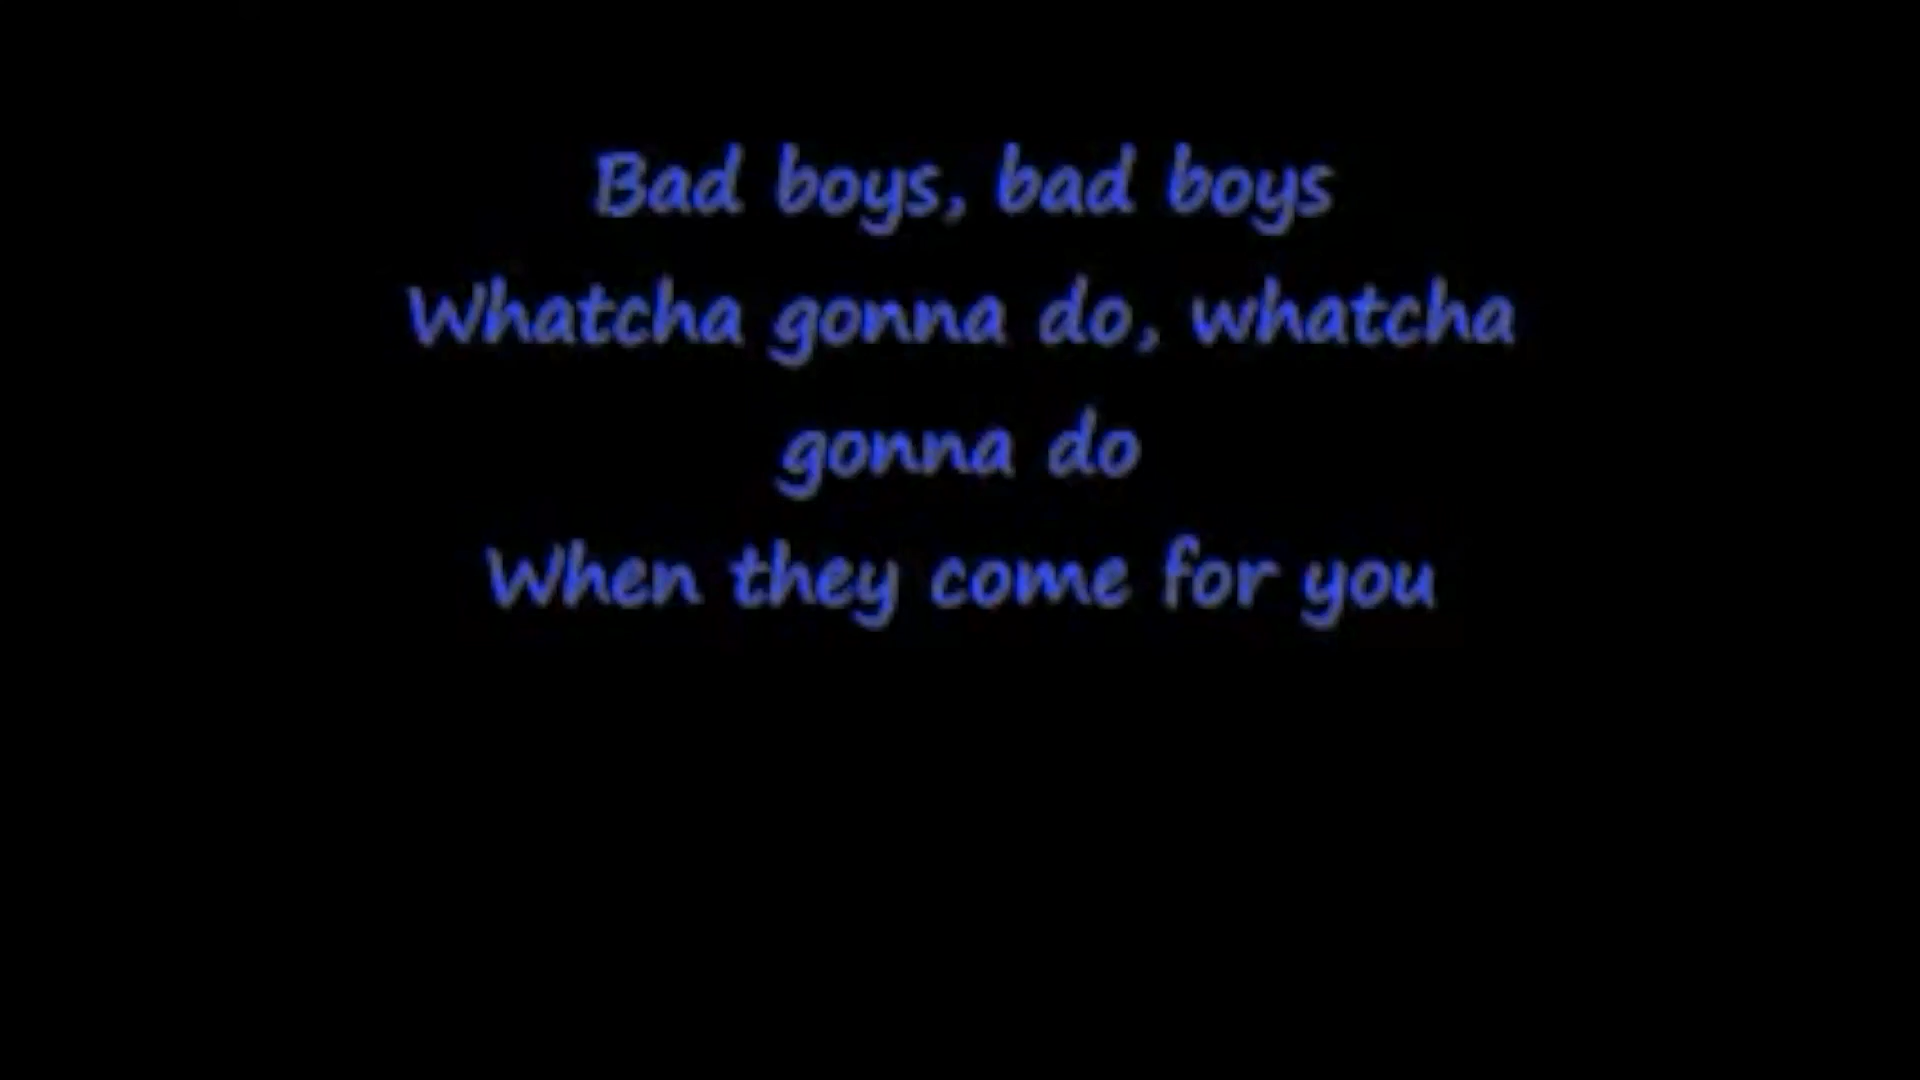 Bad boys, bad boys
Whatcha gonna do, whatcha
gonna do
When they come for you